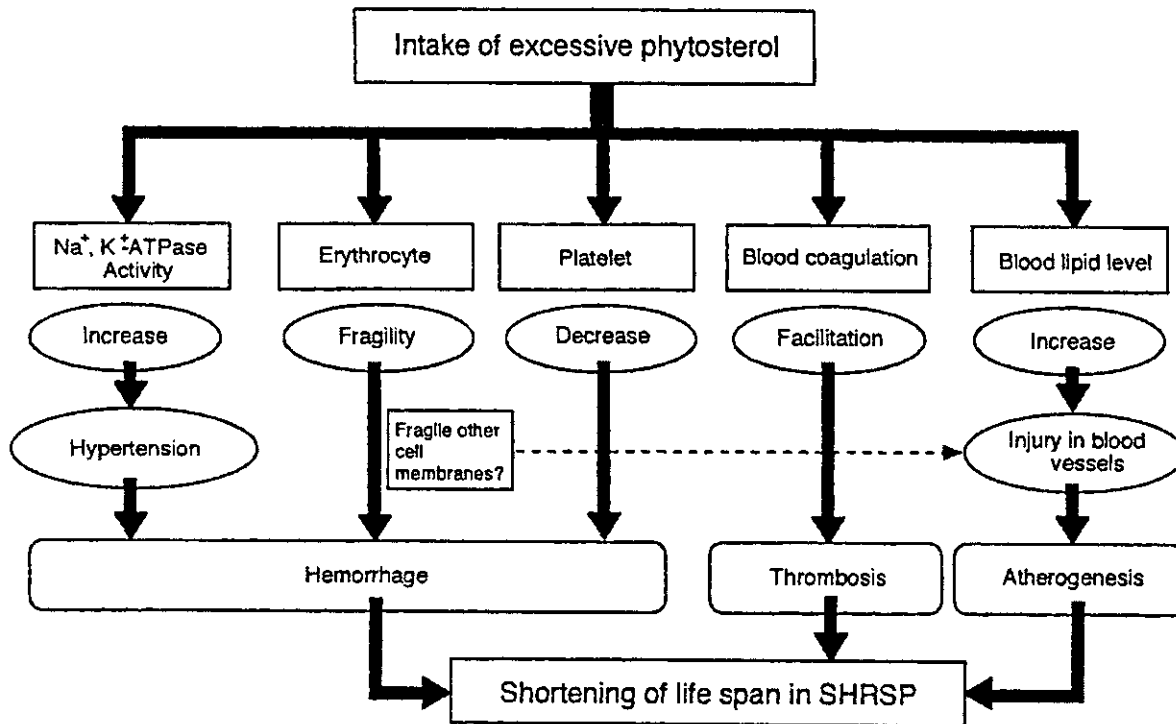 Intake of excessive phytosterol
Na+, K+-ATPase
Activity
Erythrocyte
Platelet
Blood coagulation
Blood lipid level
Increase
Fragility
Decrease
Facilitation
Increase
Hypertension
Fragile other
cell
membranes?
Injury in blood
vessels
Hemorrhage
Thrombosis
Atherogenesis
Shortening of life span in SHRSP